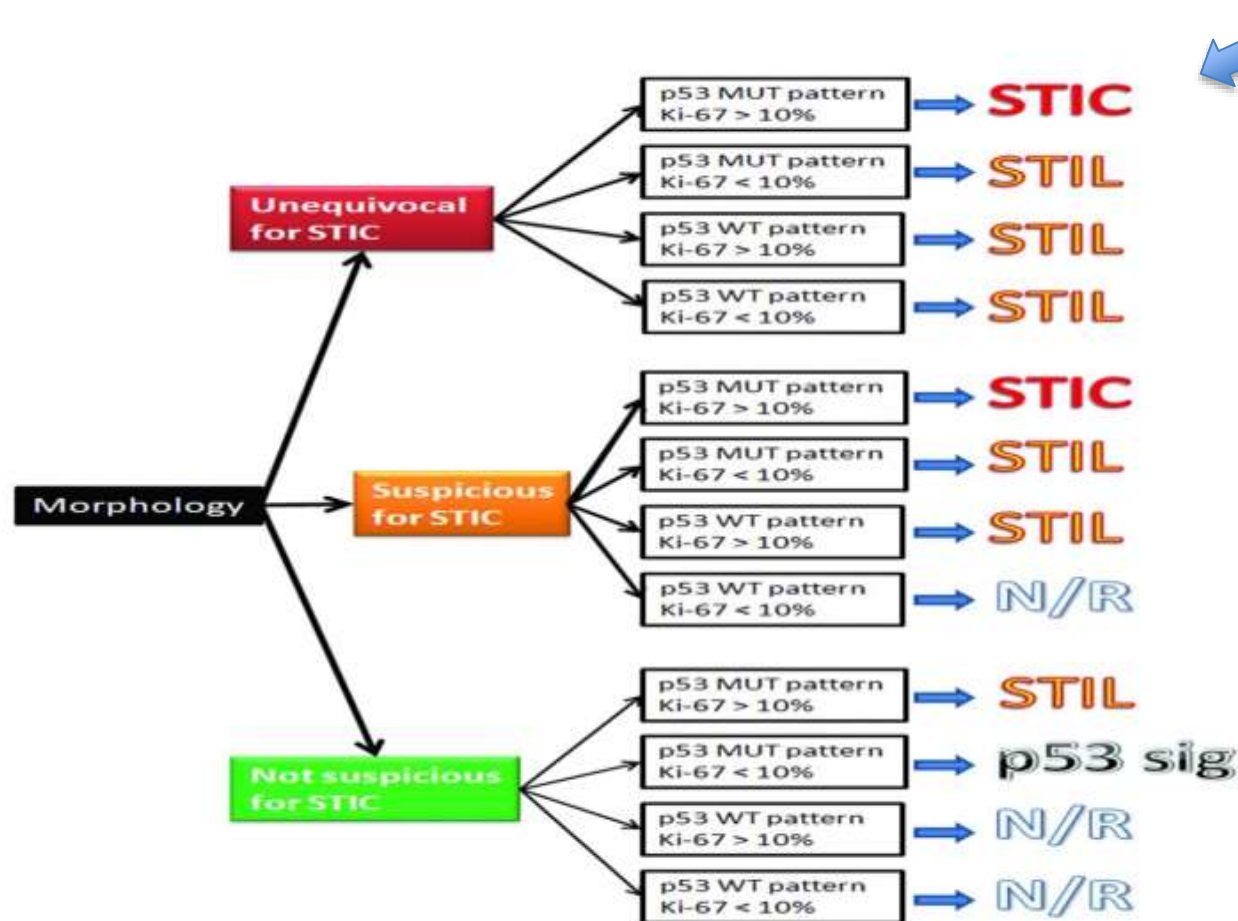 Morphology
Unequivocal
for STIC
p53 MUT pattern
Ki-67 > 10%
STIC
p53 MUT pattern
Ki-67 < 10%
STIL
p53 WT pattern
Ki-67 > 10%
STIL
p53 WT pattern
Ki-67 < 10%
STIL
Suspicious
for STIC
p53 MUT pattern
Ki-67 > 10%
STIC
p53 MUT pattern
Ki-67 < 10%
STIL
p53 WT pattern
Ki-67 > 10%
STIL
p53 WT pattern
Ki-67 < 10%
N/R
Not suspicious
for STIC
p53 MUT pattern
Ki-67 > 10%
STIL
p53 MUT pattern
Ki-67 < 10%
p53 sig
p53 WT pattern
Ki-67 > 10%
N/R
p53 WT pattern
Ki-67 < 10%
N/R